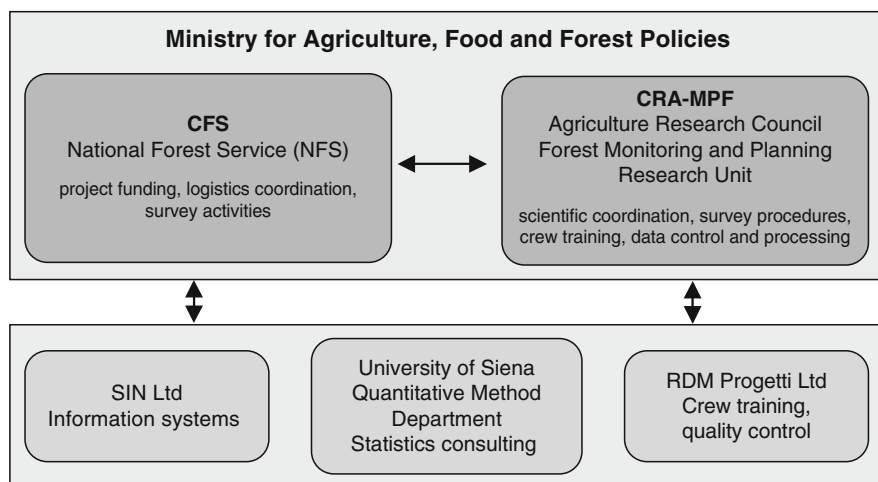 Ministry for Agriculture, Food and Forest Policies
CFS
National Forest Service (NFS)
project funding, logistics coordination,
survey activities
CRA-MPF
Agriculture Research Council
Forest Monitoring and Planning
Research Unit
scientific coordination, survey procedures,
crew training, data control and processing
SIN Ltd
Information systems
University of Siena
Quantitative Method
Department
Statistics consulting
RDM Progetti Ltd
Crew training,
quality control